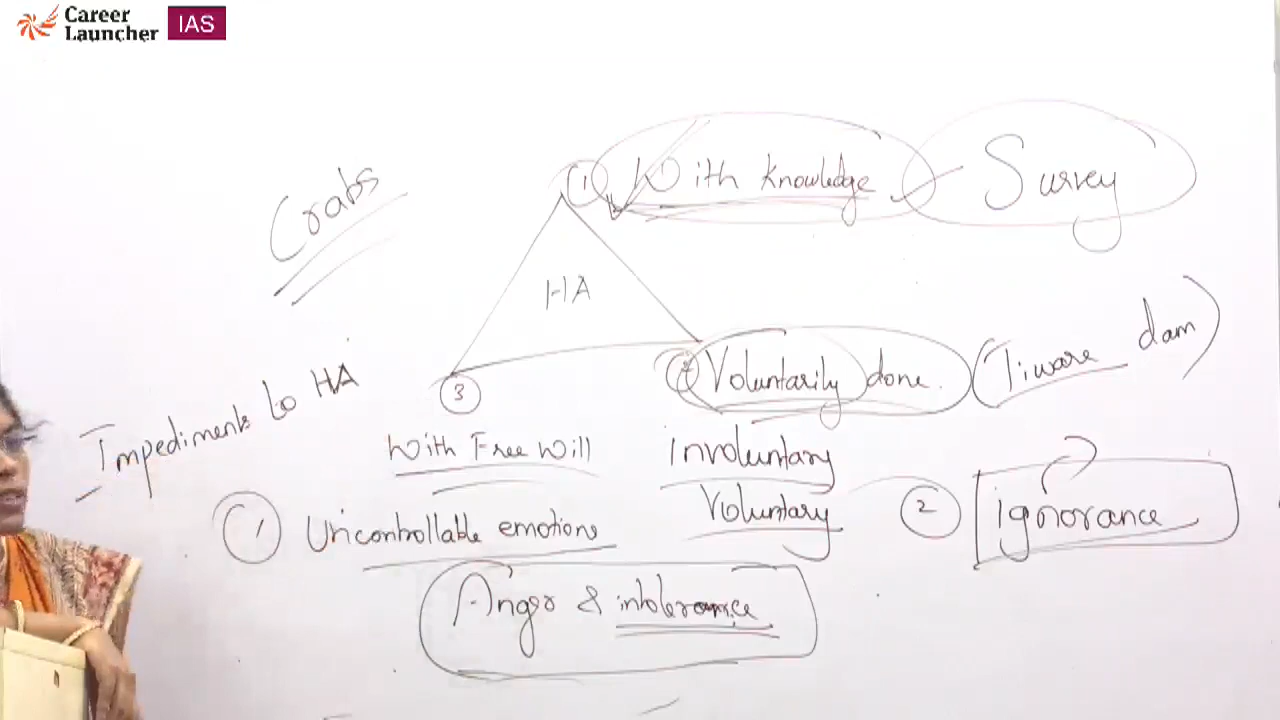 Career
Launcher
IAS
① With knowledge
Survey
Crabs
HA
② Voluntarily done. (Tiware dam)
③
Impediments to HA
With Free Will
Involuntary
Voluntary
① Uncontrollable emotions
② ignorance
Anger & intolerance